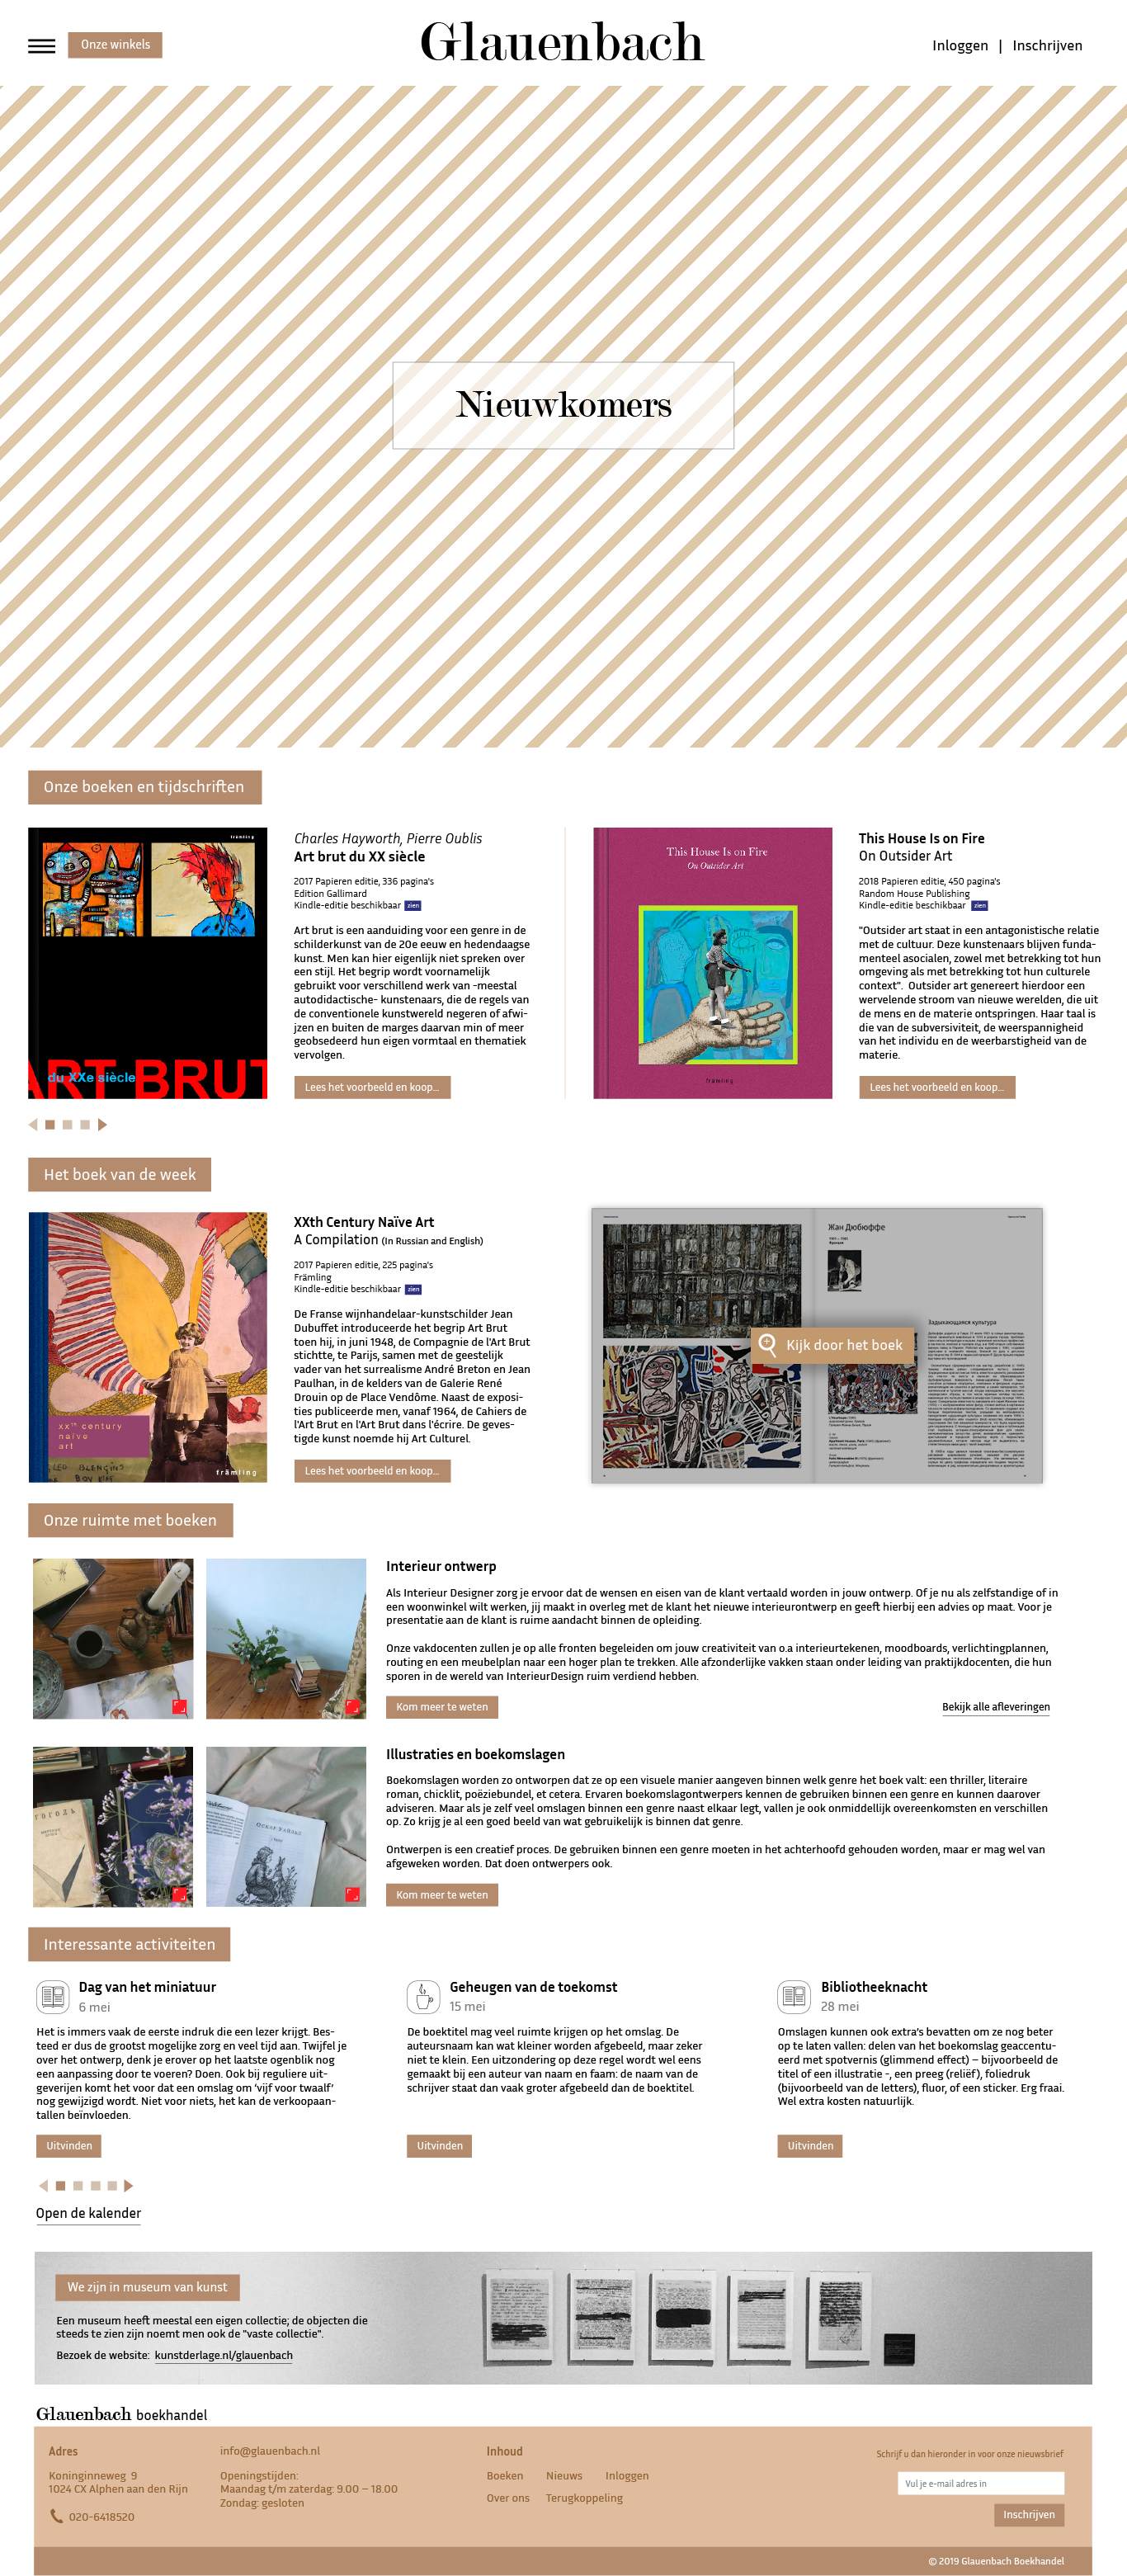 Onze winkels
Glauenbach
Inloggen | Inschrijven
Nieuwkomers
Onze boeken en tijdschriften
främling
ART BRUT
du XXe siècle
Charles Hayworth, Pierre Oublis
Art brut du XX siècle
2017 Papieren editie, 336 pagina's
Edition Gallimard
Kindle-editie beschikbaar zien
Art brut is een aanduiding voor een genre in de
schilderkunst van de 20e eeuw en hedendaagse
kunst. Men kan hier eigenlijk niet spreken over
een stijl. Het begrip wordt voornamelijk
gebruikt voor verschillend werk van -meestal
autodidactische- kunstenaars, die de regels van
de conventionele kunstwereld negeren of afwi-
jzen en buiten de marges daarvan min of meer
geobsedeerd hun eigen vormtaal en thematiek
vervolgen.
Lees het voorbeeld en koop...
This House Is on Fire
On Outsider Art
främling
This House Is on Fire
On Outsider Art
2018 Papieren editie, 450 pagina's
Random House Publishing
Kindle-editie beschikbaar zien
"Outsider art staat in een antagonistische relatie
met de cultuur. Deze kunstenaars blijven funda-
menteel asocialen, zowel met betrekking tot hun
omgeving als met betrekking tot hun culturele
context". Outsider art genereert hierdoor een
wervelende stroom van nieuwe werelden, die uit
de mens en de materie ontspringen. Haar taal is
die van de subversiviteit, de weerspannigheid
van het individu en de weerbarstigheid van de
materie.
Lees het voorbeeld en koop...
Het boek van de week
xxth century
naïve
art
främling
XXth Century Naïve Art
A Compilation (In Russian and English)
2017 Papieren editie, 225 pagina's
Främling
Kindle-editie beschikbaar zien
De Franse wijnhandelaar-kunstschilder Jean
Dubuffet introduceerde het begrip Art Brut
toen hij, in juni 1948, de Compagnie de l'Art Brut
stichtte, te Parijs, samen met de geestelijk
vader van het surrealisme André Breton en Jean
Paulhan, in de kelders van de Galerie René
Drouin op de Place Vendôme. Naast de exposi-
ties publiceerde men, vanaf 1964, de Cahiers de
l'Art Brut en l'Art Brut dans l'écrire. De geves-
tigde kunst noemde hij Art Culturel.
Lees het voorbeeld en koop...
Жан Дюбюффе
Задыхающаяся культура
Kijk door het boek
Onze ruimte met boeken
Interieur ontwerp
Als Interieur Designer zorg je ervoor dat de wensen en eisen van de klant vertaald worden in jouw ontwerp. Of je nu als zelfstandige of in
een woonwinkel wilt werken, jij maakt in overleg met de klant het nieuwe interieurontwerp en geeft hierbij een advies op maat. Voor je
presentatie aan de klant is ruime aandacht binnen de opleiding.
Onze vakdocenten zullen je op alle fronten begeleiden om jouw creativiteit van o.a interieurtekenen, moodboards, verlichtingplannen,
routing en een meubelplan naar een hoger plan te trekken. Alle afzonderlijke vakken staan onder leiding van praktijkdocenten, die hun
sporen in de wereld van InterieurDesign ruim verdiend hebben.
Kom meer te weten
Bekijk alle afleveringen
Illustraties en boekomslagen
Boekomslagen worden zo ontworpen dat ze op een visuele manier aangeven binnen welk genre het boek valt: een thriller, literaire
roman, chicklit, poëziebundel, et cetera. Ervaren boekomslagontwerpers kennen de gebruiken binnen een genre en kunnen daarover
adviseren. Maar als je zelf veel omslagen binnen een genre naast elkaar legt, vallen je ook onmiddellijk overeenkomsten en verschillen
op. Zo krijg je al een goed beeld van wat gebruikelijk is binnen dat genre.
Ontwerpen is een creatief proces. De gebruiken binnen een genre moeten in het achterhoofd gehouden worden, maar er mag wel van
afgeweken worden. Dat doen ontwerpers ook.
Kom meer te weten
Interessante activiteiten
Dag van het miniatuur
6 mei
Het is immers vaak de eerste indruk die een lezer krijgt. Bes-
teed er dus de grootst mogelijke zorg en veel tijd aan. Twijfel je
over het ontwerp, denk je erover op het laatste ogenblik nog
een aanpassing door te voeren? Doen. Ook bij reguliere uit-
geverijen komt het voor dat een omslag om 'vijf voor twaalf'
nog gewijzigd wordt. Niet voor niets, het kan de verkoopaan-
tallen beïnvloeden.
Uitvinden
Geheugen van de toekomst
15 mei
De boektitel mag veel ruimte krijgen op het omslag. De
auteursnaam kan wat kleiner worden afgebeeld, maar zeker
niet te klein. Een uitzondering op deze regel wordt wel eens
gemaakt bij een auteur van naam en faam: de naam van de
schrijver staat dan vaak groter afgebeeld dan de boektitel.
Uitvinden
Bibliotheeknacht
28 mei
Omslagen kunnen ook extra's bevatten om ze nog beter
op te laten vallen: delen van het boekomslag geaccentu-
eerd met spotvernis (glimmend effect) – bijvoorbeeld de
titel of een illustratie -, een preeg (reliëf), foliedruk
(bijvoorbeeld van de letters), fluor, of een sticker. Erg fraai.
Wel extra kosten natuurlijk.
Uitvinden
Open de kalender
We zijn in museum van kunst
Een museum heeft meestal een eigen collectie; de objecten die
steeds te zien zijn noemt men ook de "vaste collectie".
Bezoek de website: kunstderlage.nl/glauenbach
Glauenbach boekhandel
Adres
Koninginneweg 9
1024 CX Alphen aan den Rijn
020-6418520
info@glauenbach.nl
Openingstijden:
Maandag t/m zaterdag: 9.00 – 18.00
Zondag: gesloten
Inhoud
Boeken Nieuws Inloggen
Over ons Terugkoppeling
Schrijf u dan hieronder in voor onze nieuwsbrief
Vul je e-mail adres in
Inschrijven
© 2019 Glauenbach Boekhandel